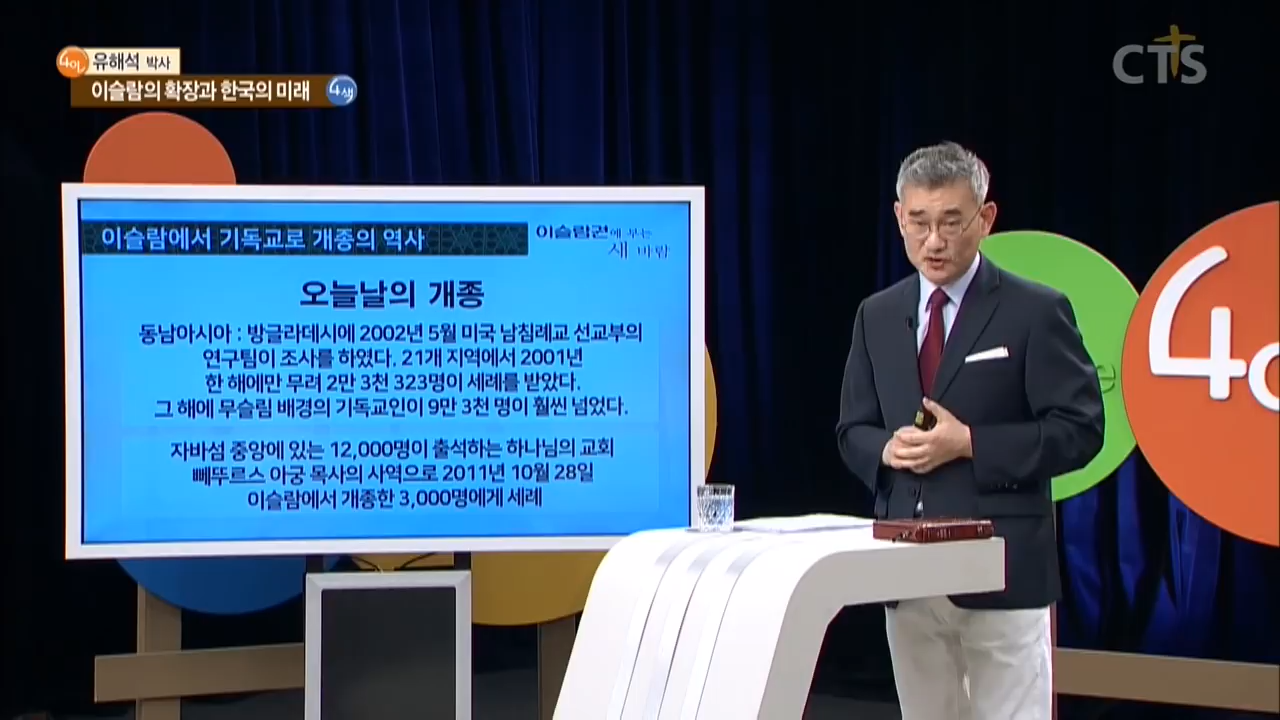 4인
유해석 박사
이슬람의 확장과 한국의 미래
4색
CTS
이슬람에서 기독교로 개종의 역사
이슬람권에 부는
새 바람
오늘날의 개종
동남아시아 : 방글라데시에 2002년 5월 미국 남침례교 선교부의
연구팀이 조사를 하였다. 21개 지역에서 2001년
한 해에만 무려 2만 3천 323명이 세례를 받았다.
그 해에 무슬림 배경의 기독교인이 9만 3천 명이 훨씬 넘었다.
자바섬 중앙에 있는 12,000명이 출석하는 하나님의 교회
빼뚜르스 아궁 목사의 사역으로 2011년 10월 28일
이슬람에서 개종한 3,000명에게 세례